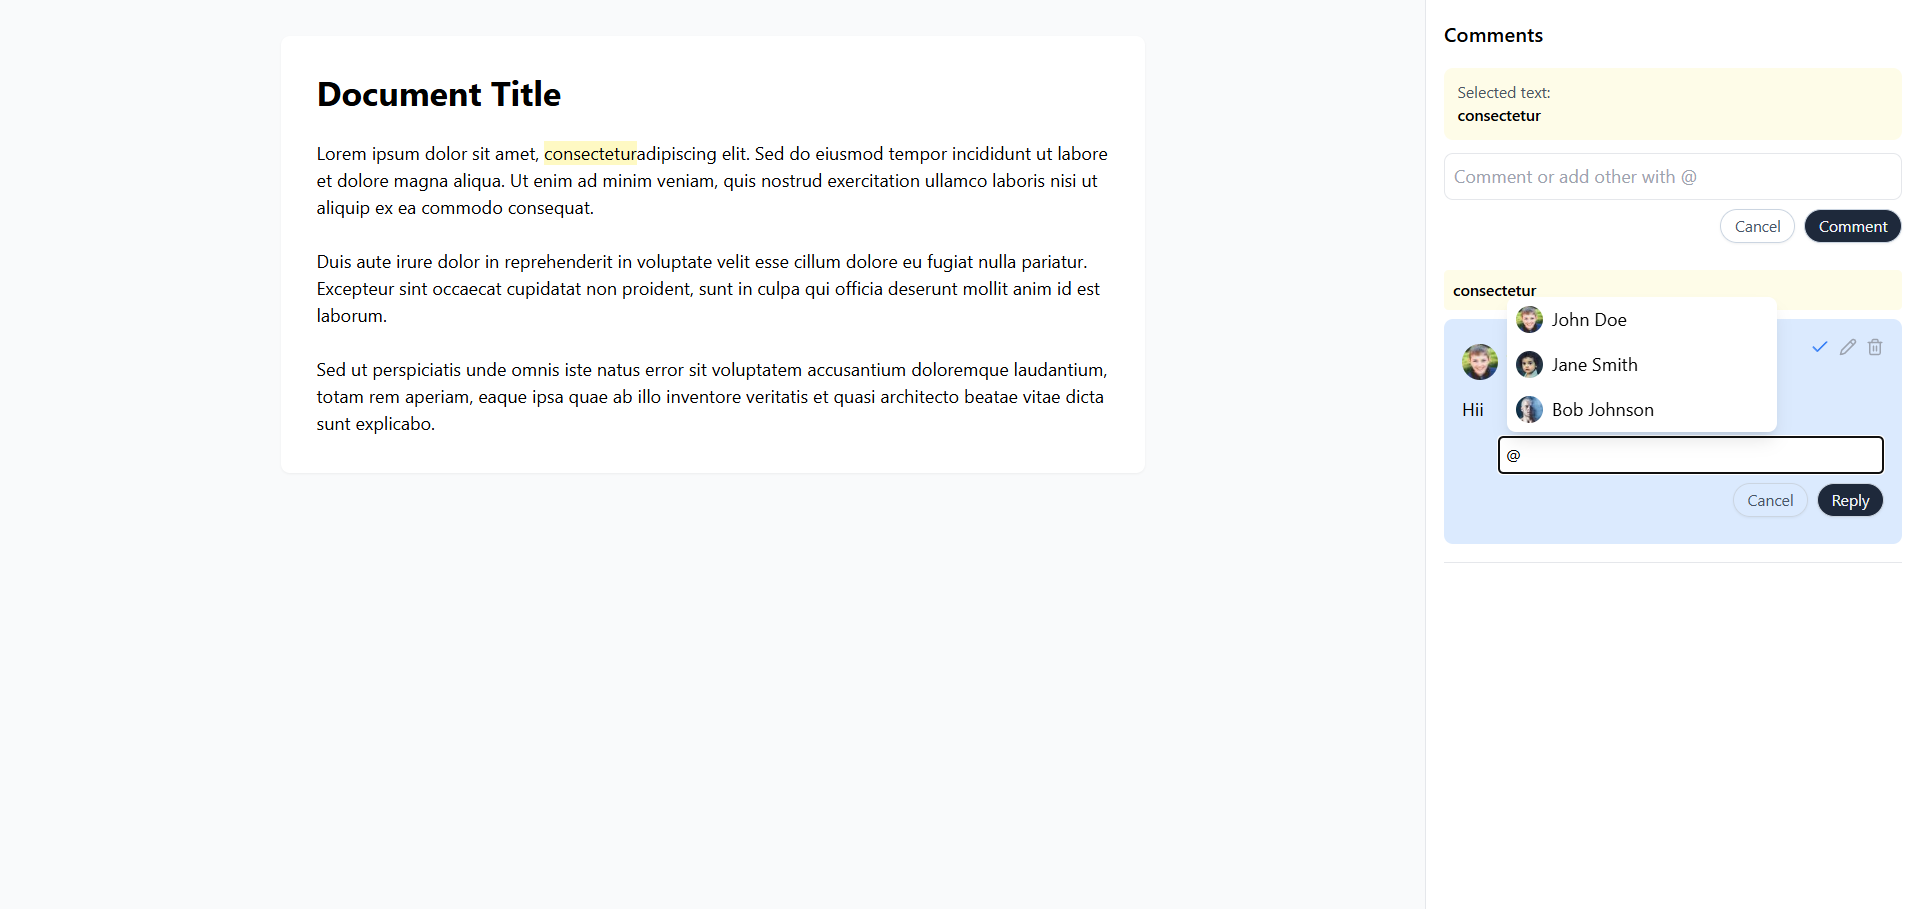 Document Title
Lorem ipsum dolor sit amet, consecteturadipiscing elit. Sed do eiusmod tempor incididunt ut labore
et dolore magna aliqua. Ut enim ad minim veniam, quis nostrud exercitation ullamco laboris nisi ut
aliquip ex ea commodo consequat.
Duis aute irure dolor in reprehenderit in voluptate velit esse cillum dolore eu fugiat nulla pariatur.
Excepteur sint occaecat cupidatat non proident, sunt in culpa qui officia deserunt mollit anim id est
laborum.
Sed ut perspiciatis unde omnis iste natus error sit voluptatem accusantium doloremque laudantium,
totam rem aperiam, eaque ipsa quae ab illo inventore veritatis et quasi architecto beatae vitae dicta
sunt explicabo.
Comments
Selected text:
consectetur
Comment or add other with @
Cancel Comment
consectetur
John Doe
Jane Smith
Hii
Bob Johnson
@
Cancel Reply